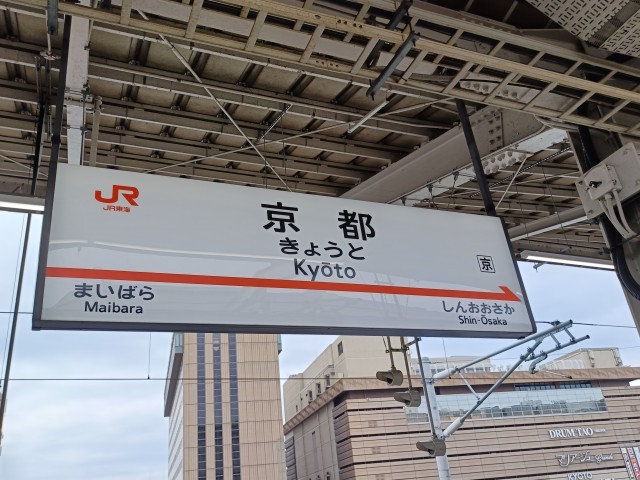 JR
JR東海
京都
きょうと
Kyōto
京
まいばら
Maibara
しんおおさか
Shin-Ōsaka
DRUM TAO
KYOTO